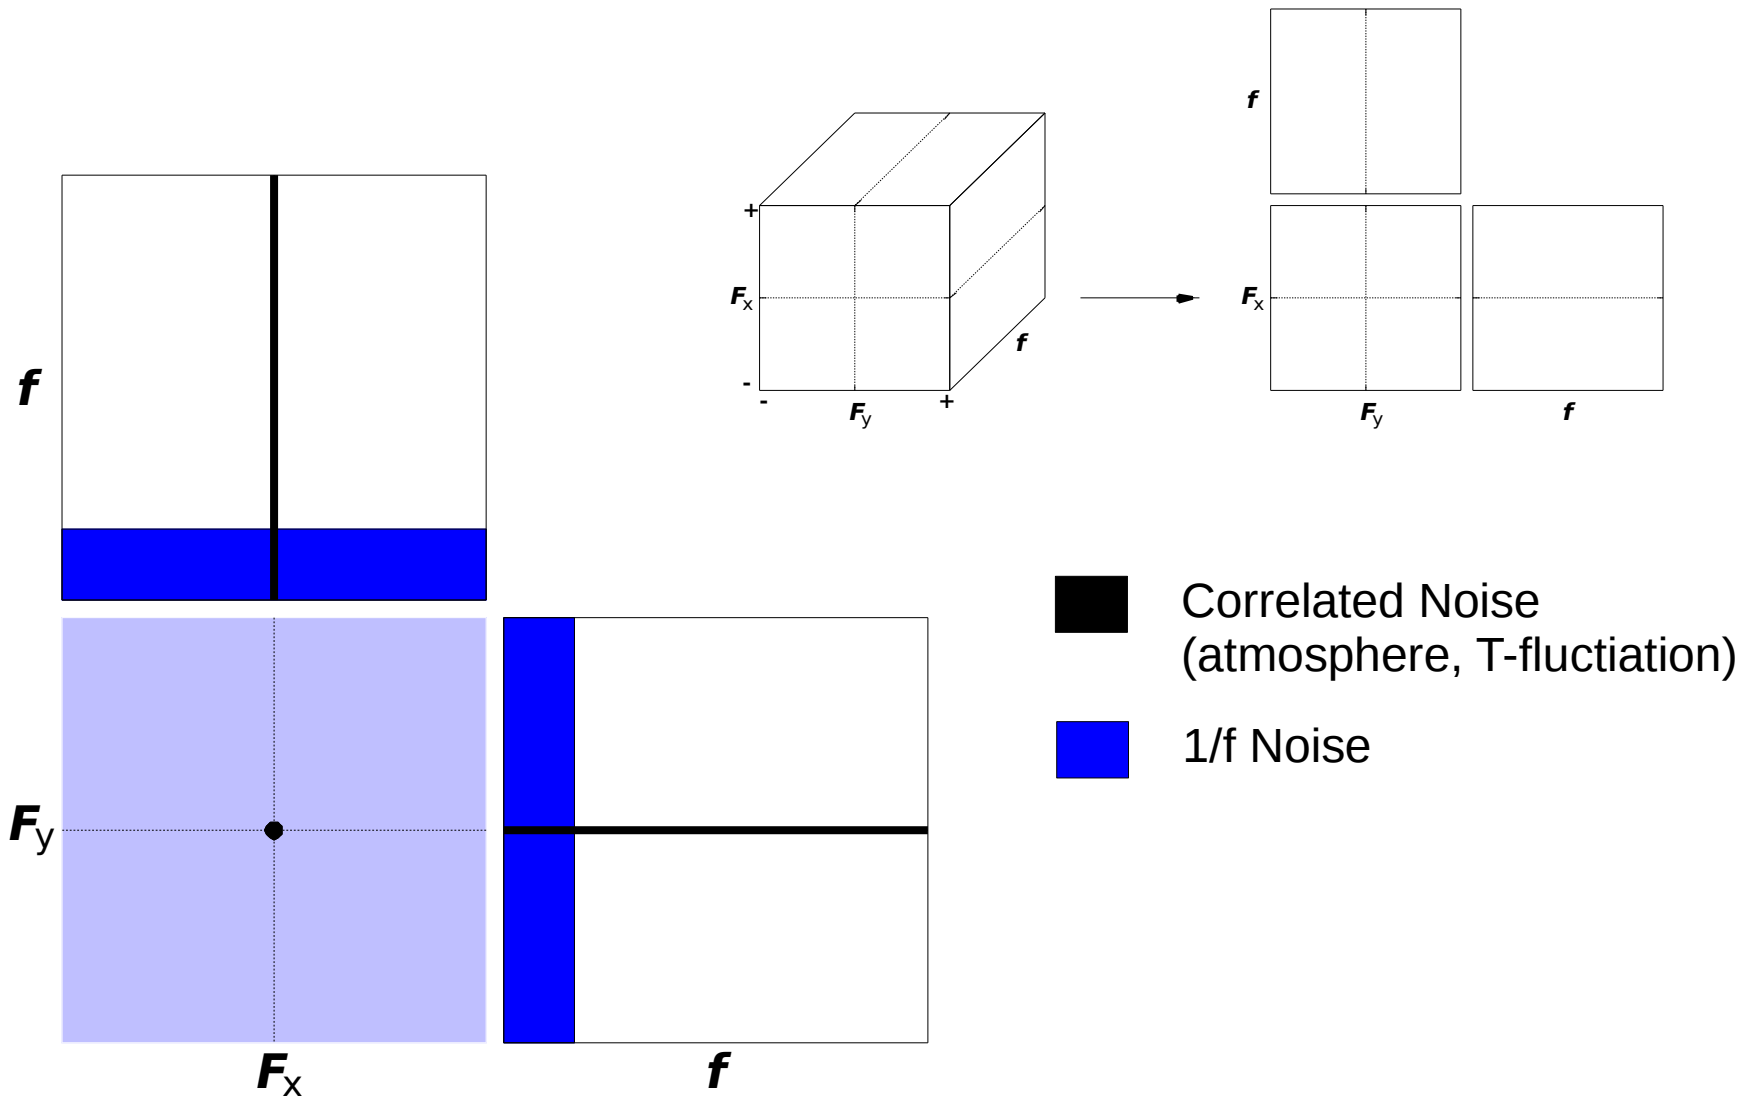 f
+
Fx
f
Fx
-
f
-
Fy
+
Fy
f
f
Correlated Noise
(atmosphere, T-fluctiation)
1/f Noise
Fy
Fx
f